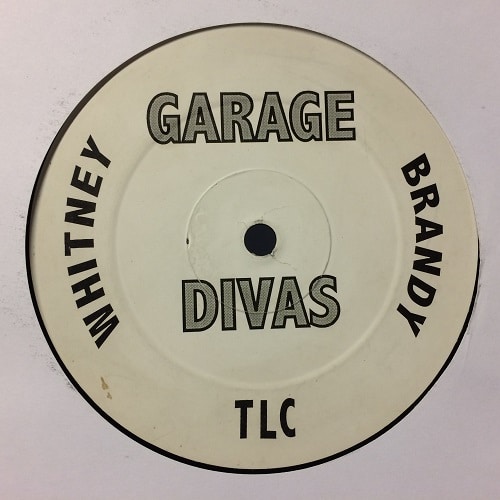 GARAGE
WHITNEY
BRANDY
DIVAS
TLC